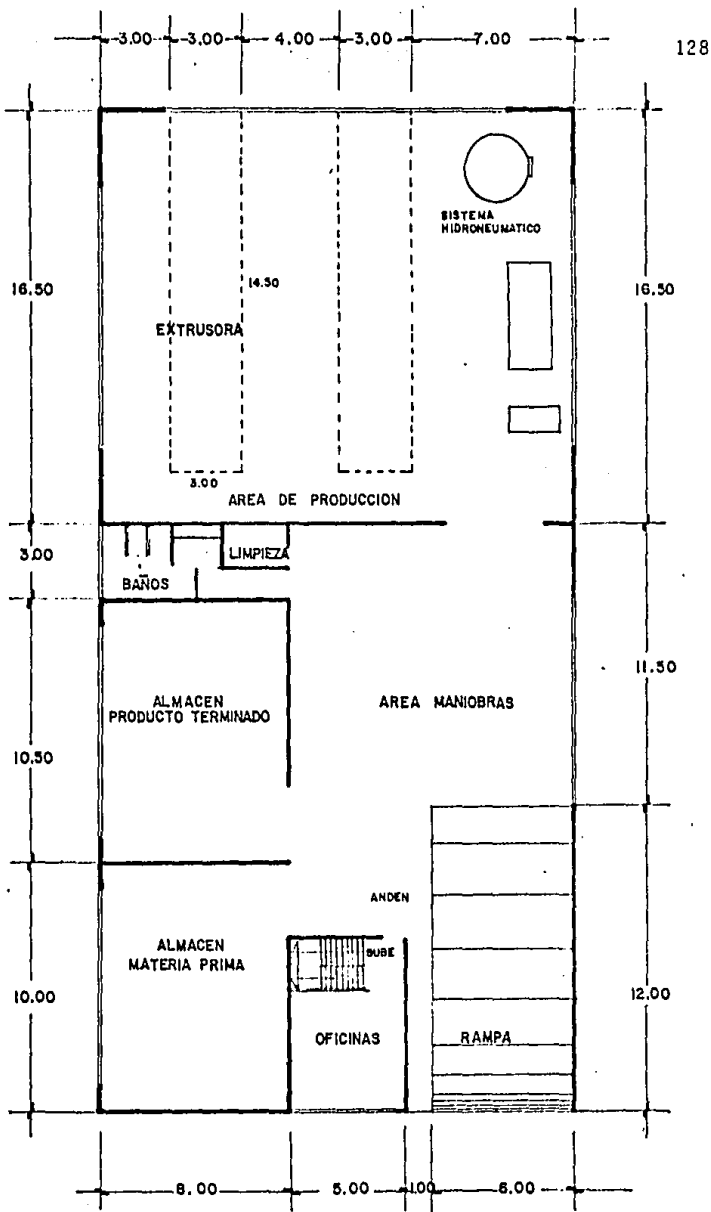 128
3.00 3.00 4.00 3.00 7.00
SISTEMA
HIDRONEUMATICO
16.50
14.50
16.50
EXTRUSORA
3.00
AREA DE PRODUCCION
3.00
LIMPIEZA
BAÑOS
11.50
ALMACEN
PRODUCTO TERMINADO
AREA MANIOBRAS
10.50
ANDEN
ALMACEN
MATERIA PRIMA
SUBE
10.00
12.00
OFICINAS
RAMPA
8.00 5.00 1.00 6.00